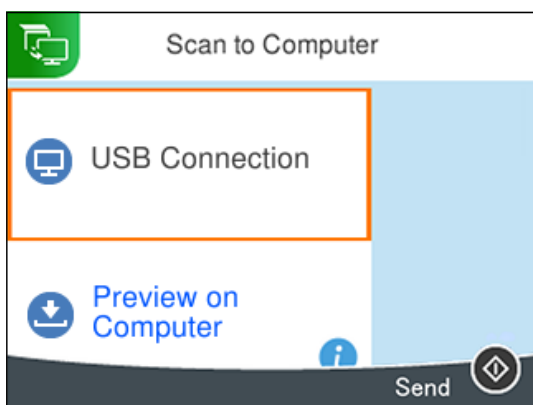 Scan to Computer
USB Connection
Preview on
Computer
i
Send